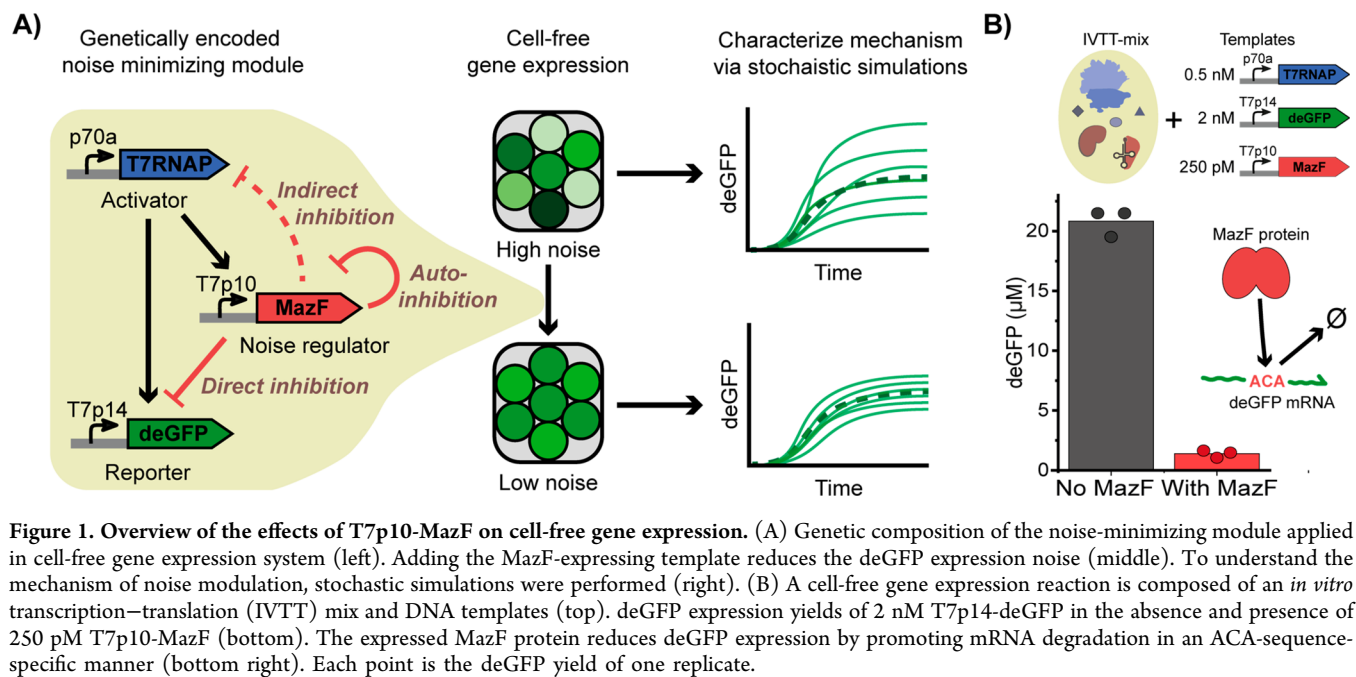 A)
Genetically encoded
noise minimizing module
p70a
T7RNAP
Activator
Indirect
inhibition
T7p10
MazF
Auto-
inhibition
Noise regulator
Direct inhibition
T7p14
deGFP
Reporter
Cell-free
gene expression
High noise
Low noise
Characterize mechanism
via stochaistic simulations
deGFP
Time
deGFP
Time
B)
IVTT-mix
+
Templates
0.5 nM
p70a
T7RNAP
2 nM
T7p14
deGFP
250 pM
T7p10
MazF
deGFP (µM)
20
15
10
5
0
No MazF
With MazF
MazF protein
Ø
ACA
deGFP mRNA
Figure 1. Overview of the effects of T7p10-MazF on cell-free gene expression. (A) Genetic composition of the noise-minimizing module applied
in cell-free gene expression system (left). Adding the MazF-expressing template reduces the deGFP expression noise (middle). To understand the
mechanism of noise modulation, stochastic simulations were performed (right). (B) A cell-free gene expression reaction is composed of an in vitro
transcription−translation (IVTT) mix and DNA templates (top). deGFP expression yields of 2 nM T7p14-deGFP in the absence and presence of
250 pM T7p10-MazF (bottom). The expressed MazF protein reduces deGFP expression by promoting mRNA degradation in an ACA-sequence-
specific manner (bottom right). Each point is the deGFP yield of one replicate.